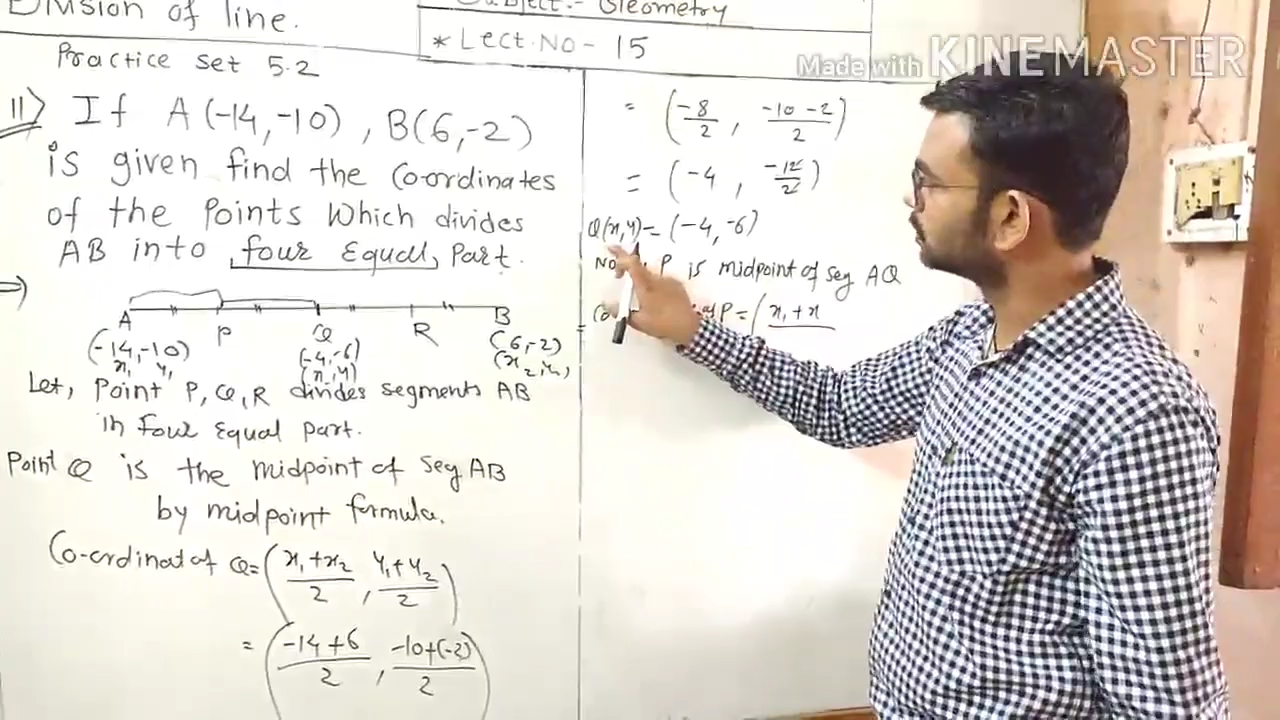 Division of line.
Subject:- Geometry
* Lect. No - 15
Practice set 5.2
Made with KINEMASTER
11) If A(-14,-10), B(6,-2)
is given find the Co-ordinates
of the Points Which divides
AB into four Equal Part.
⇒
A P Q R B
(-14,-10) (-4,-6) (6,-2)
x₁ y₁ (x,y) (x₂,y₂)
Let, Point P, Q, R divides segments AB
in four Equal part.
Point Q is the midpoint of seg AB
by midpoint formula.
Co-ordinat of Q = (x₁+x₂/2, y₁+y₂/2)
= (-14+6/2, -10+(-2)/2)
= (-8/2, -10-2/2)
= (-4, -12/2)
Q(x,y) = (-4,-6)
P is midpoint of seg AQ
P = (x₁+x